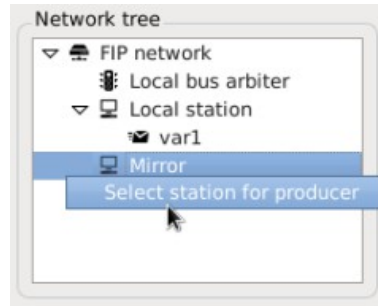 Network tree
FIP network
Local bus arbiter
Local station
var1
Mirror
Select station for producer